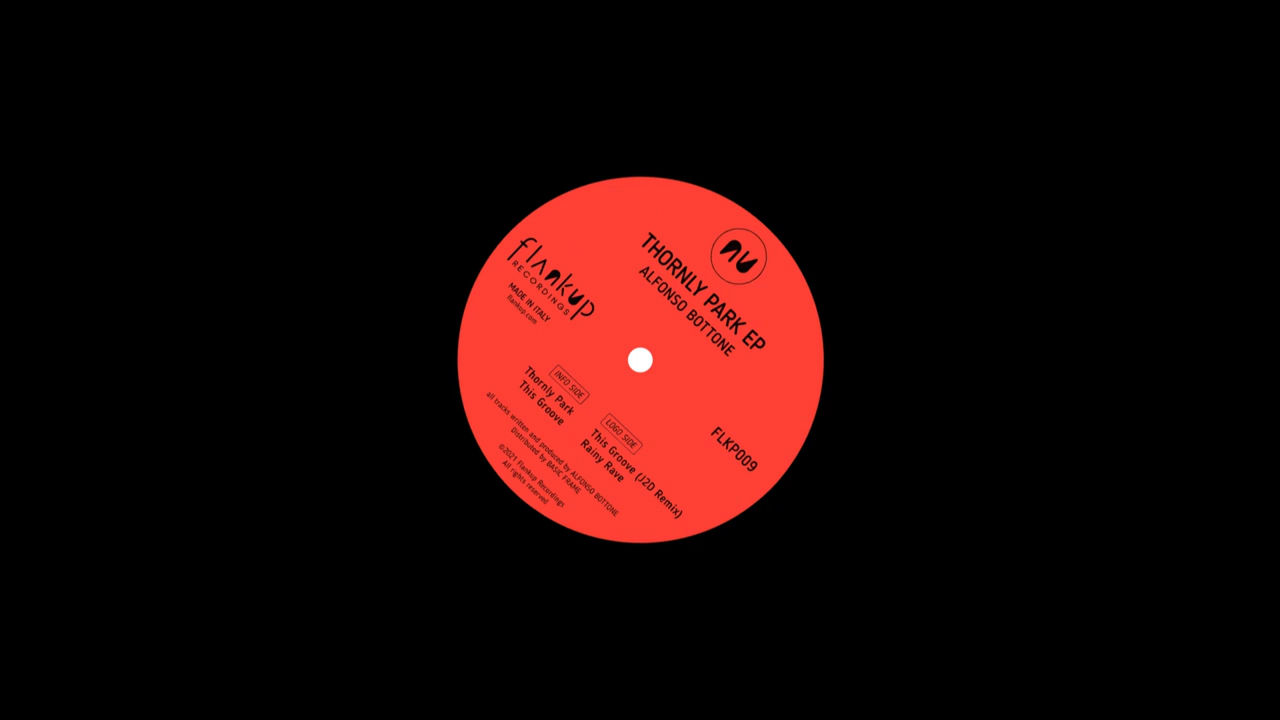 flankup
RECORDINGS
MADE IN ITALY
flankup.com
nu
THORNLY PARK EP
ALFONSO BOTTONE
INFO SIDE
Thornly Park
This Groove
LOGO SIDE
This Groove (J2D Remix)
Rainy Rave
FLKP009
all tracks written and produced by ALFONSO BOTTONE
Distributed by BASIC FRAME
©2021 Flankup Recordings
All rights reserved